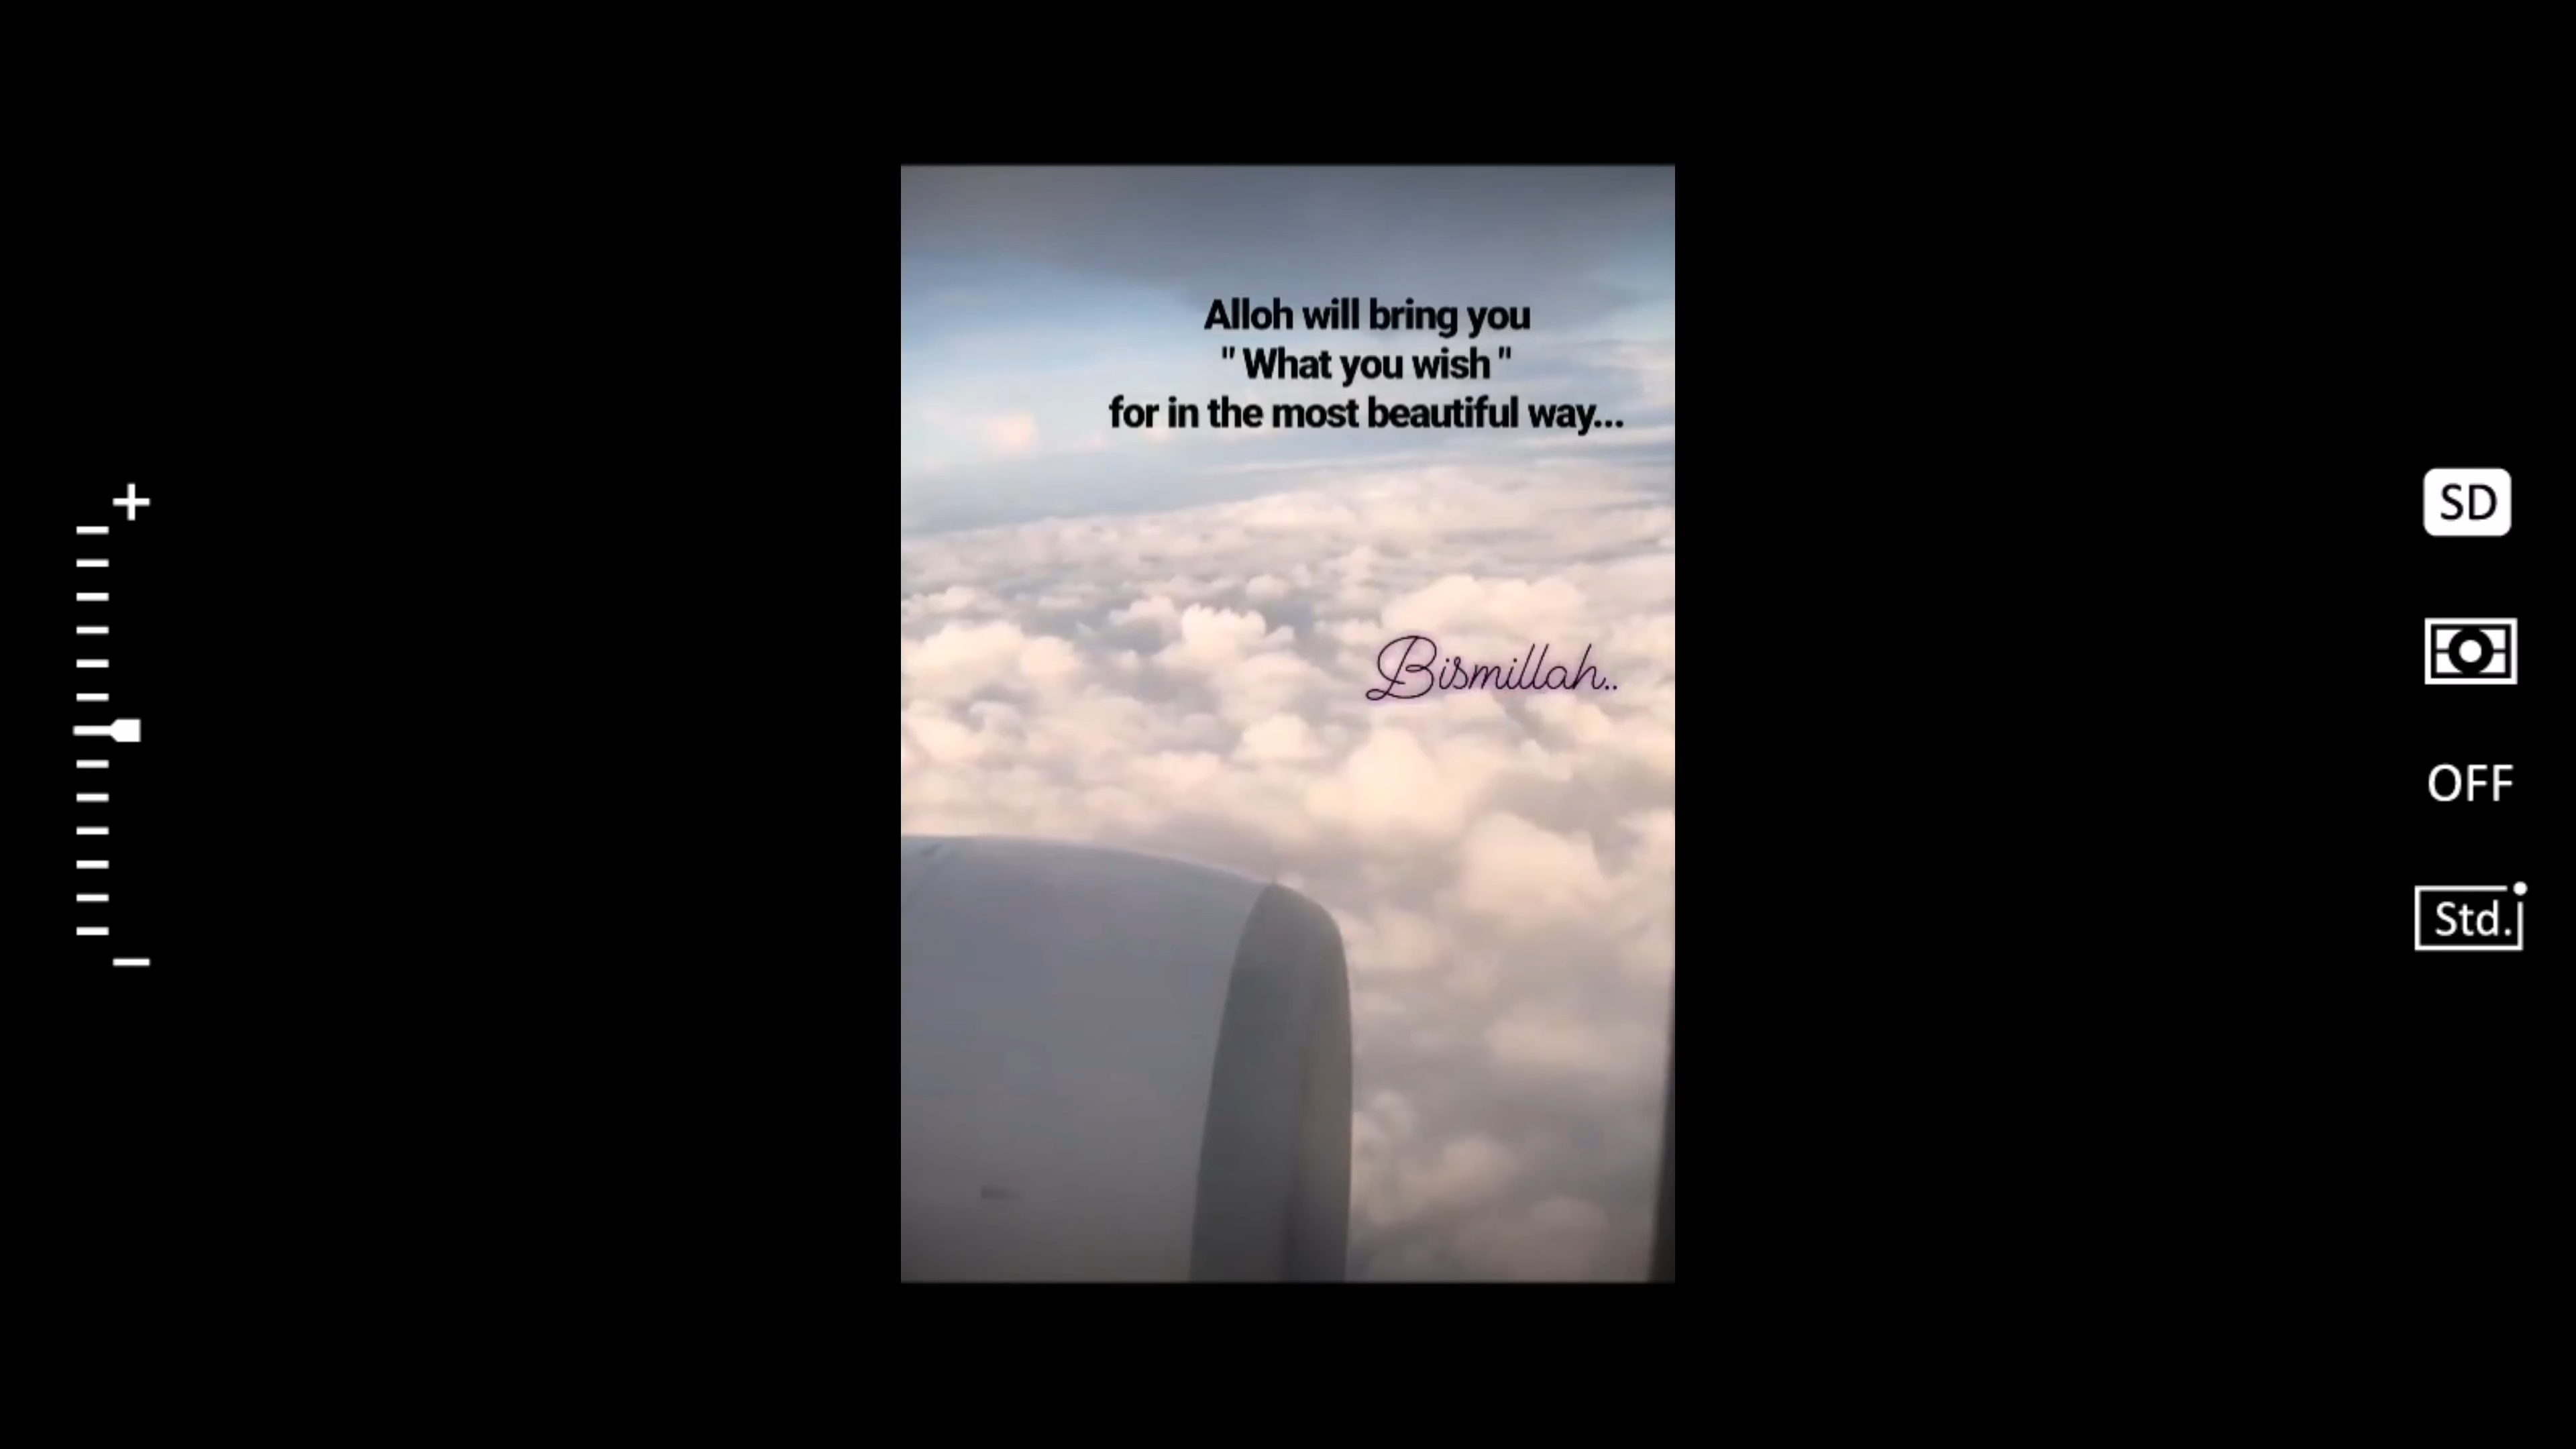 Alloh will bring you
" What you wish "
for in the most beautiful way...
Bismillah..
SD
OFF
Std.